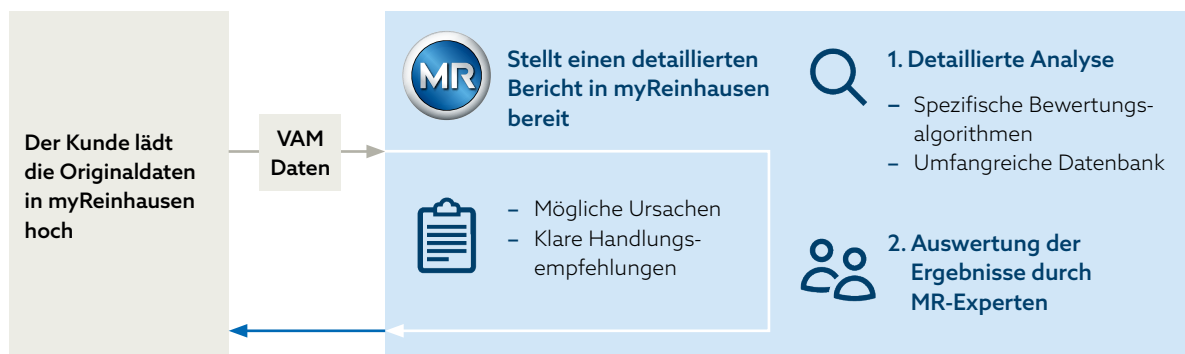 Der Kunde lädt
die Originaldaten
in myReinhausen
hoch
VAM
Daten
MR
Stellt einen detaillierten
Bericht in myReinhausen
bereit
– Mögliche Ursachen
– Klare Handlungs-
empfehlungen
1. Detaillierte Analyse
– Spezifische Bewertungs-
algorithmen
– Umfangreiche Datenbank
2. Auswertung der
Ergebnisse durch
MR-Experten